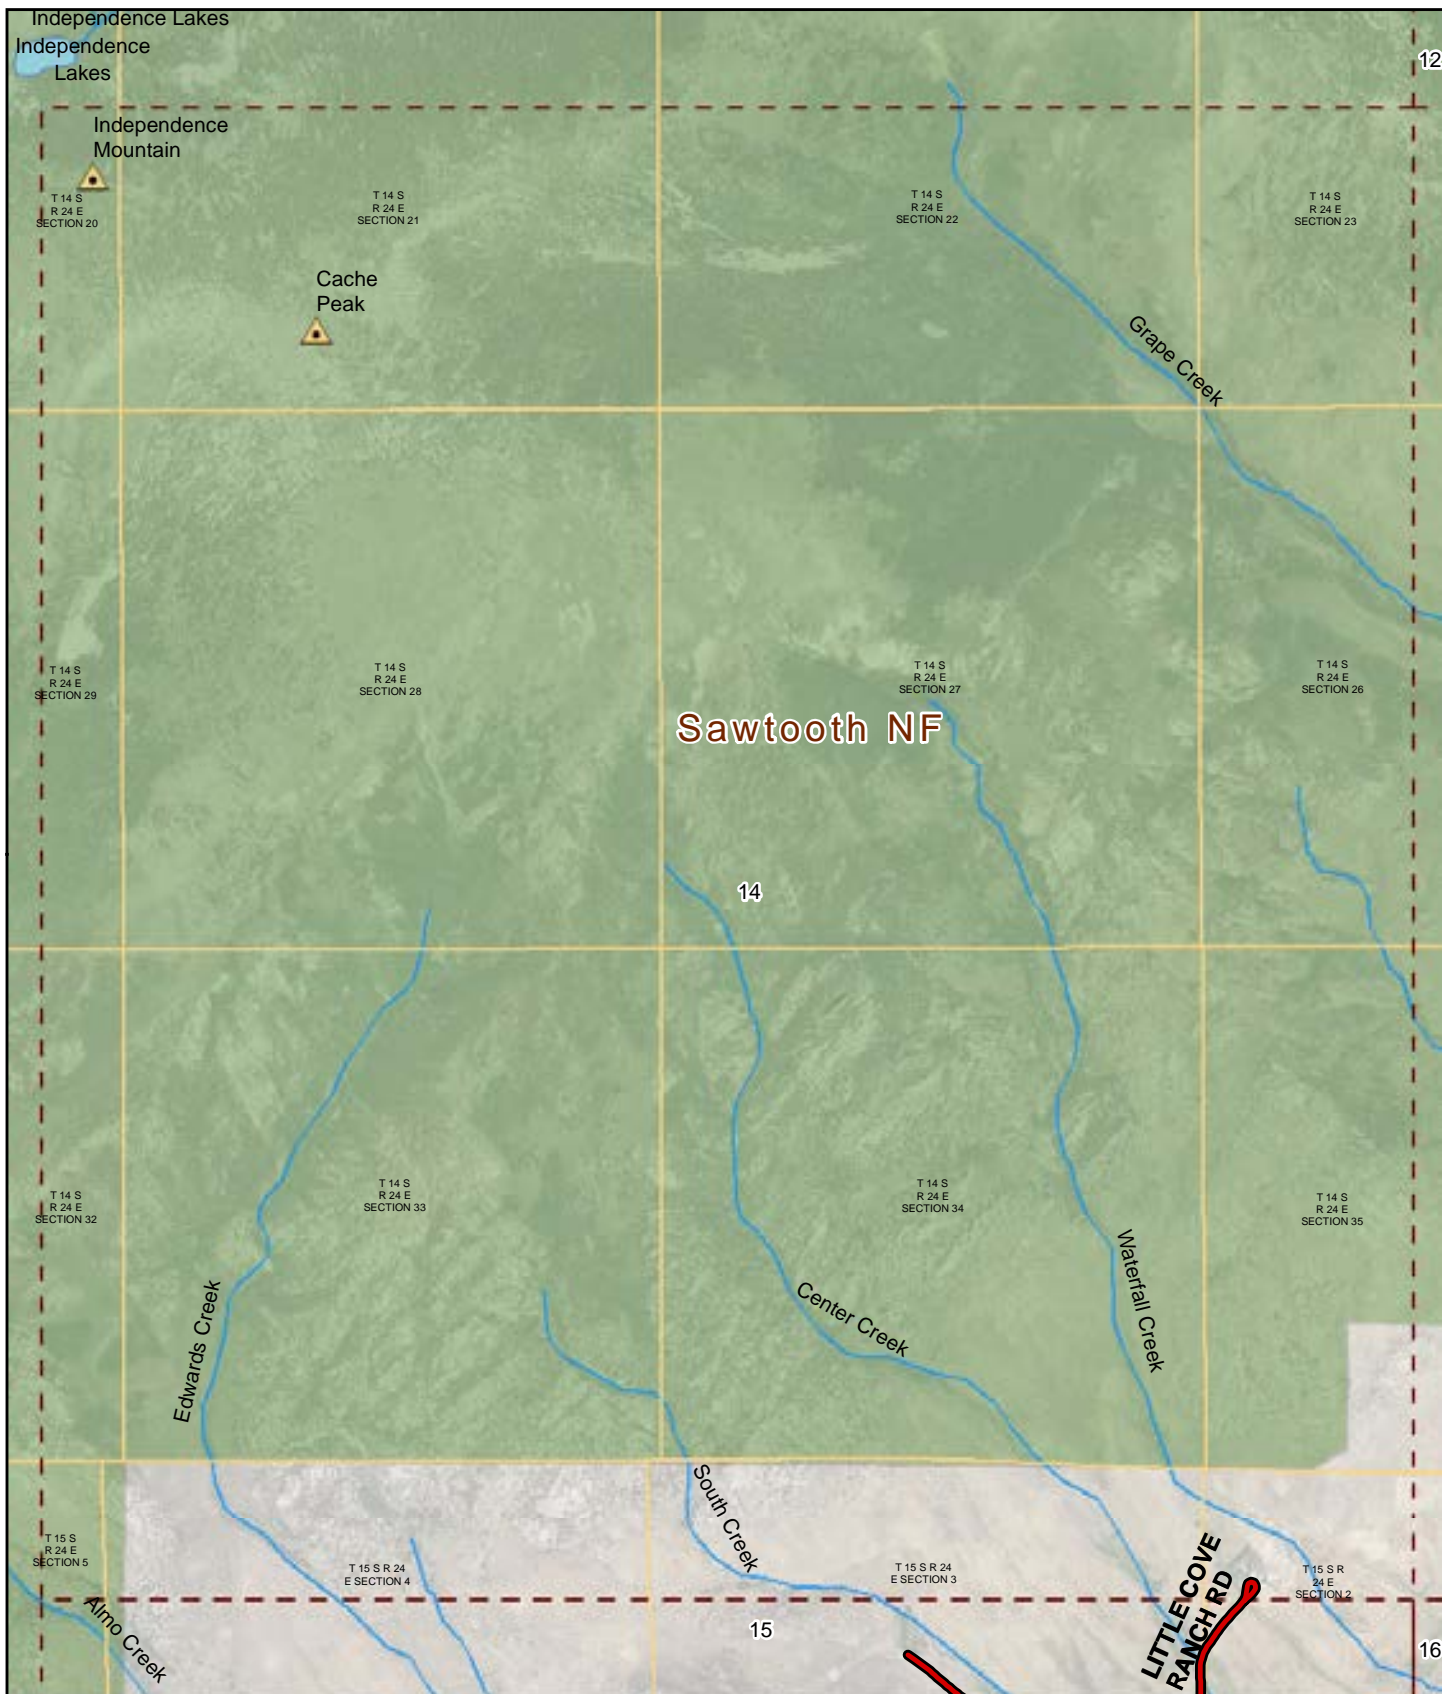 Independence Lakes
Independence
Lakes
12
Independence
Mountain
T 14 S
R 24 E
SECTION 20
T 14 S
R 24 E
SECTION 21
T 14 S
R 24 E
SECTION 22
T 14 S
R 24 E
SECTION 23
Cache
Peak
Grape Creek
T 14 S
R 24 E
SECTION 29
T 14 S
R 24 E
SECTION 28
T 14 S
R 24 E
SECTION 27
T 14 S
R 24 E
SECTION 26
Sawtooth NF
14
T 14 S
R 24 E
SECTION 32
T 14 S
R 24 E
SECTION 33
T 14 S
R 24 E
SECTION 34
T 14 S
R 24 E
SECTION 35
Edwards Creek
Center Creek
Waterfall Creek
South Creek
T 15 S
R 24 E
SECTION 5
T 15 S R 24
E SECTION 4
T 15 S R 24
E SECTION 3
T 15 S R
24 E
SECTION 2
LITTLE COVE
RANCH RD
Almo Creek
15
16